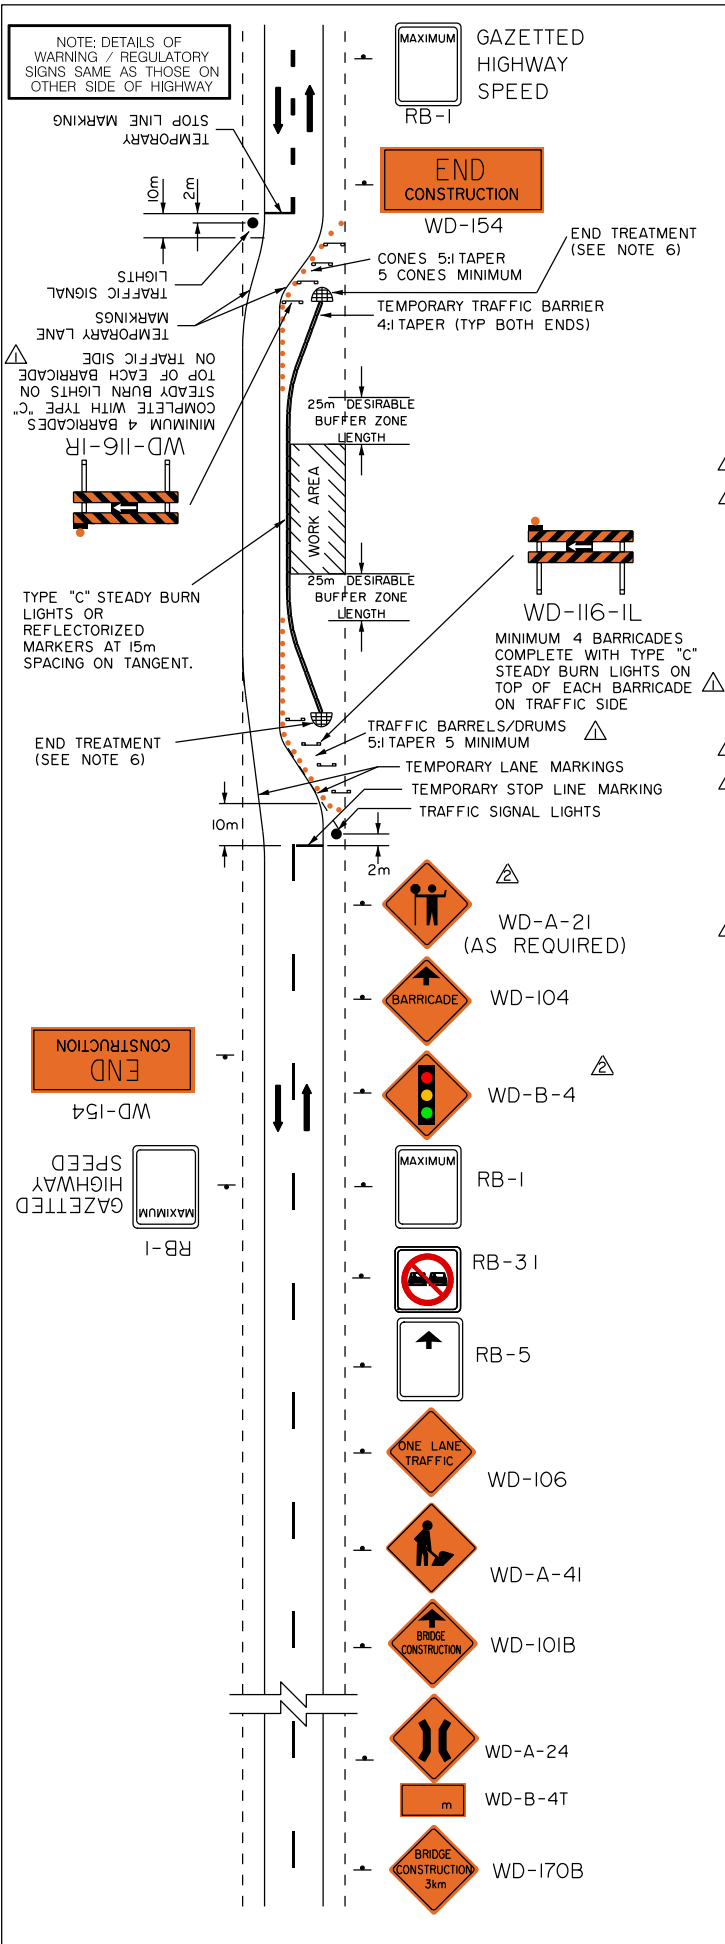 NOTE: DETAILS OF
WARNING / REGULATORY
SIGNS SAME AS THOSE ON
OTHER SIDE OF HIGHWAY
MAXIMUM
RB-1
GAZETTED
HIGHWAY
SPEED
TEMPORARY
STOP LINE MARKING
END
CONSTRUCTION
WD-154
10m
2m
TRAFFIC SIGNAL
LIGHTS
TEMPORARY LANE
MARKINGS
END TREATMENT
(SEE NOTE 6)
CONES 5:1 TAPER
5 CONES MINIMUM
TEMPORARY TRAFFIC BARRIER
4:1 TAPER (TYP BOTH ENDS)
1
WD-116-1R
MINIMUM 4 BARRICADES
COMPLETE WITH TYPE "C"
STEADY BURN LIGHTS ON
TOP OF EACH BARRICADE
ON TRAFFIC SIDE
25m DESIRABLE
BUFFER ZONE
LENGTH
WORK AREA
25m DESIRABLE
BUFFER ZONE
LENGTH
TYPE "C" STEADY BURN
LIGHTS OR
REFLECTORIZED
MARKERS AT 15m
SPACING ON TANGENT.
WD-116-1L
MINIMUM 4 BARRICADES
COMPLETE WITH TYPE "C"
STEADY BURN LIGHTS ON
TOP OF EACH BARRICADE
ON TRAFFIC SIDE
1
END TREATMENT
(SEE NOTE 6)
TRAFFIC BARRELS/DRUMS
5:1 TAPER 5 MINIMUM
1
TEMPORARY LANE MARKINGS
TEMPORARY STOP LINE MARKING
TRAFFIC SIGNAL LIGHTS
10m
2m
2
WD-A-21
(AS REQUIRED)
BARRICADE
WD-104
END
CONSTRUCTION
WD-154
2
WD-B-4
GAZETTED
HIGHWAY
SPEED
MAXIMUM
RB-1
MAXIMUM
RB-1
RB-31
RB-5
ONE LANE
TRAFFIC
WD-106
WD-A-41
BRIDGE
CONSTRUCTION
WD-101B
WD-A-24
m
WD-B-4T
BRIDGE
CONSTRUCTION
3km
WD-170B